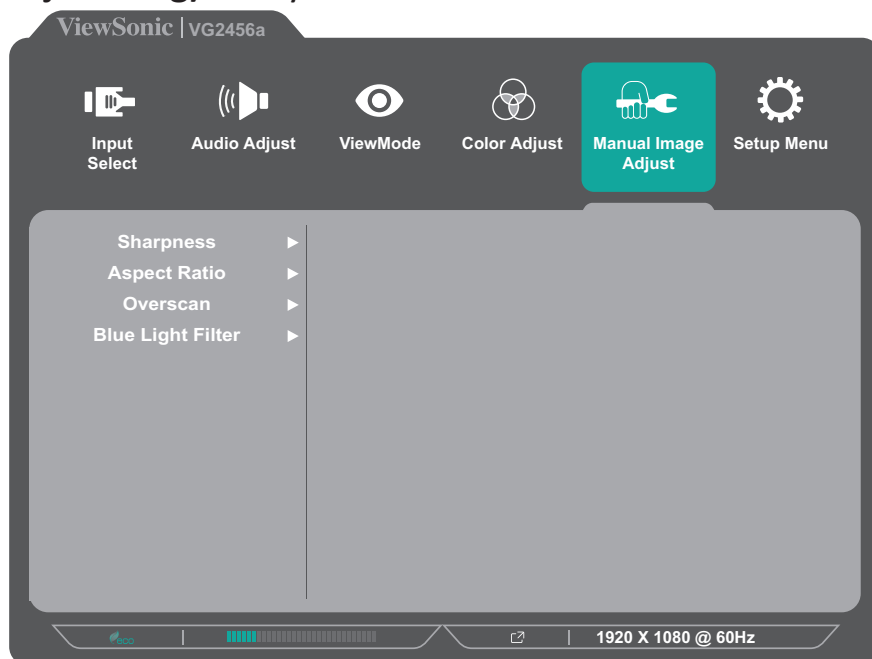 ViewSonic | VG2456a
Input Select
Audio Adjust
ViewMode
Color Adjust
Manual Image Adjust
Setup Menu
Sharpness
Aspect Ratio
Overscan
Blue Light Filter
eco
1920 X 1080 @ 60Hz